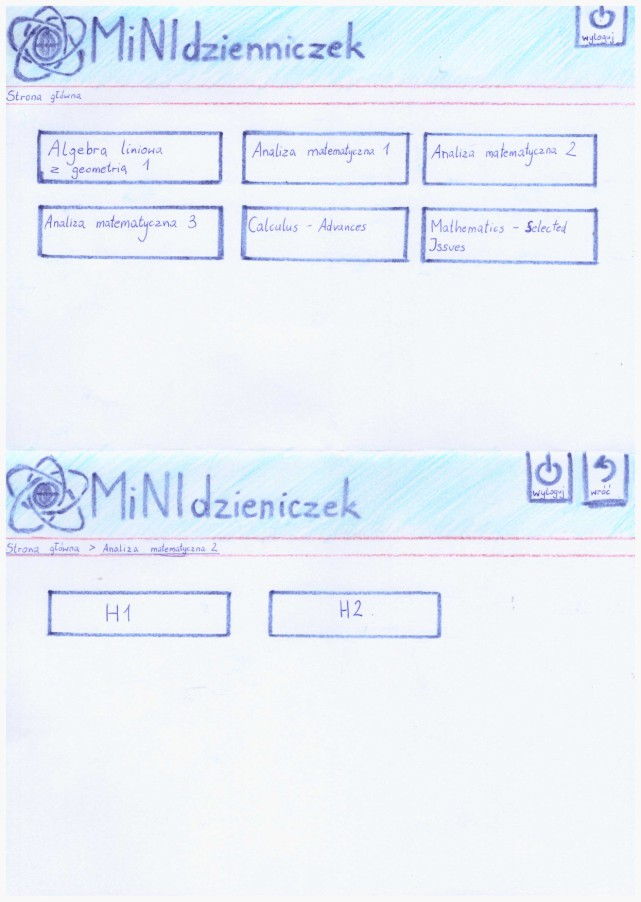 MiNIdzienniczek
wyloguj
Strona główna
Algebra liniowa
z geometrią 1
Analiza matematyczna 1
Analiza matematyczna 2
Analiza matematyczna 3
Calculus - Advances
Mathematics - Selected
Issues
MiNIdzieniczek
wyloguj
wróć
Strona główna > Analiza matematyczna 2
H1
H2